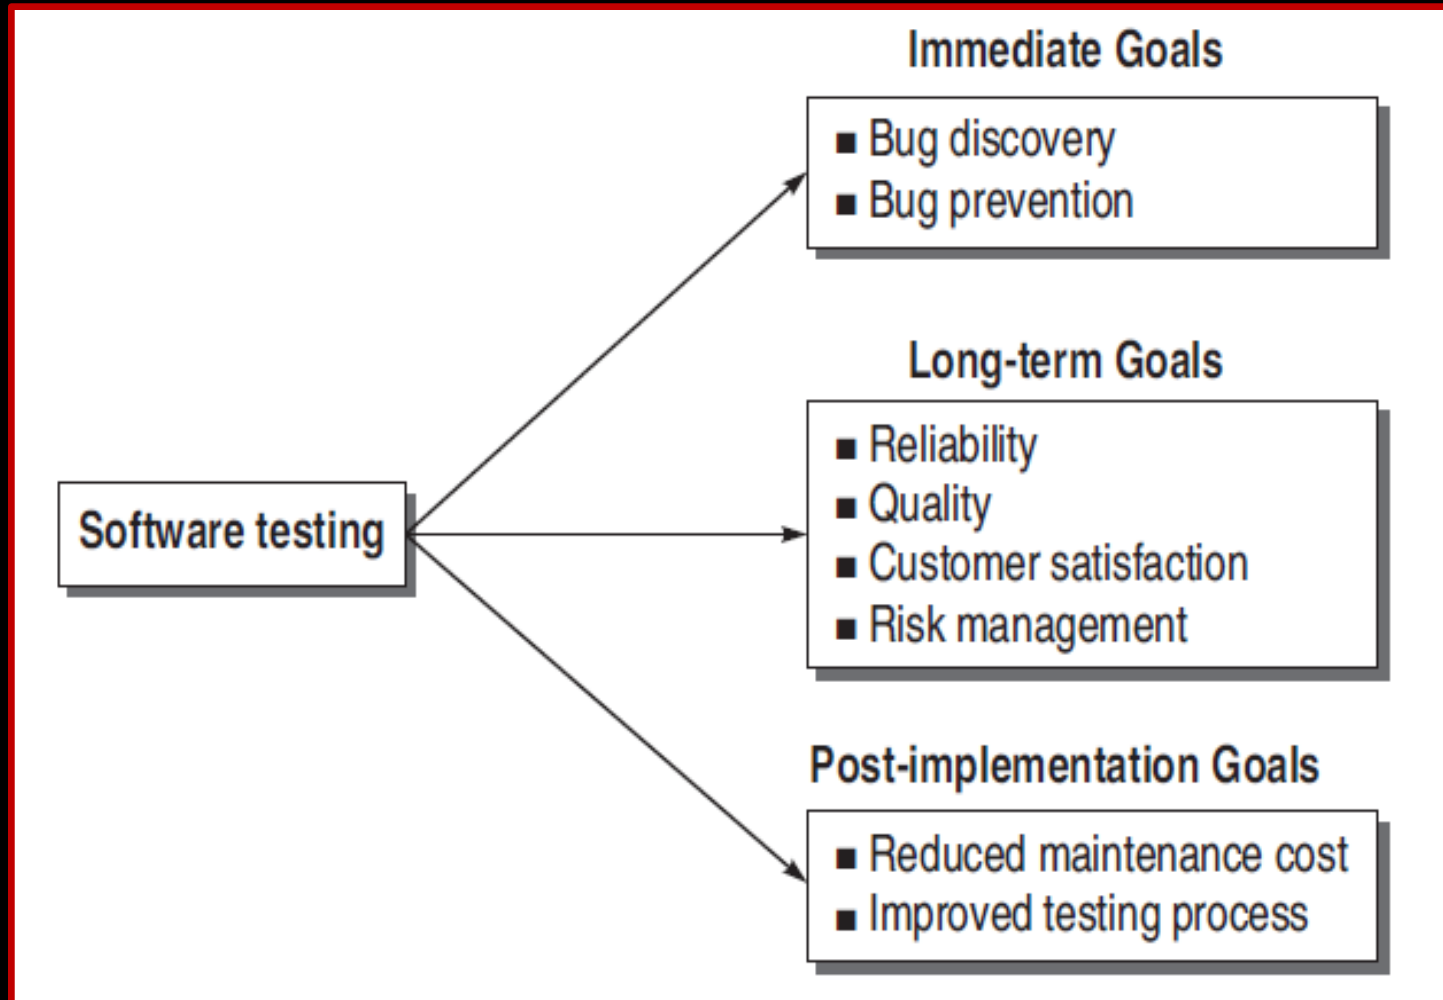 Immediate Goals
■ Bug discovery
■ Bug prevention
Long-term Goals
■ Reliability
■ Quality
■ Customer satisfaction
■ Risk management
Software testing
Post-implementation Goals
■ Reduced maintenance cost
■ Improved testing process